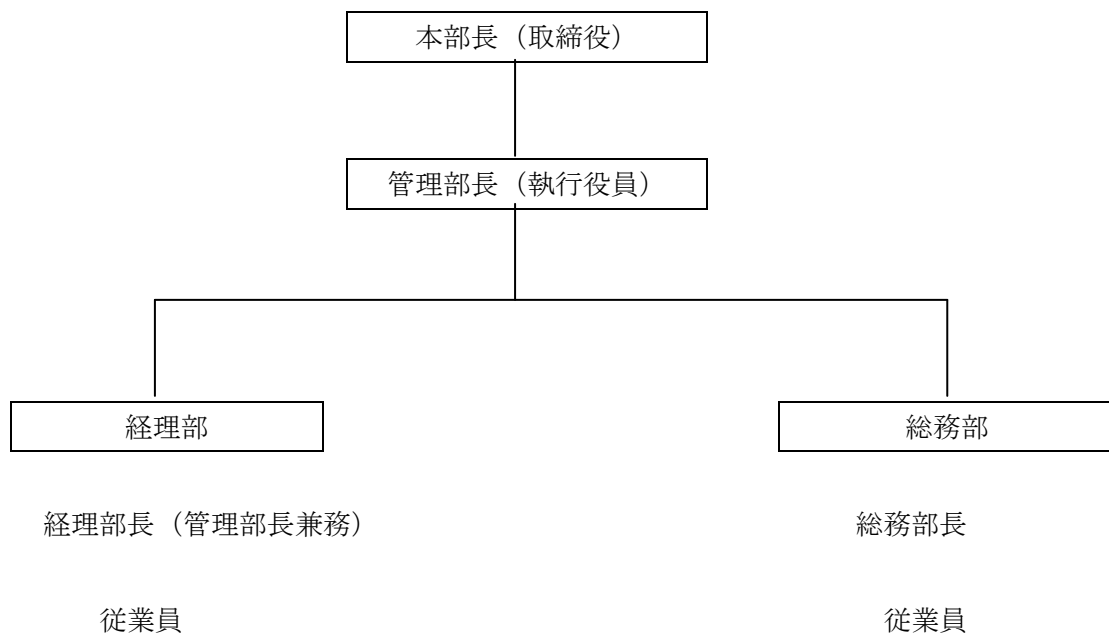 本部長（取締役）
管理部長（執行役員）
経理部
総務部
経理部長（管理部長兼務）
総務部長
従業員
従業員